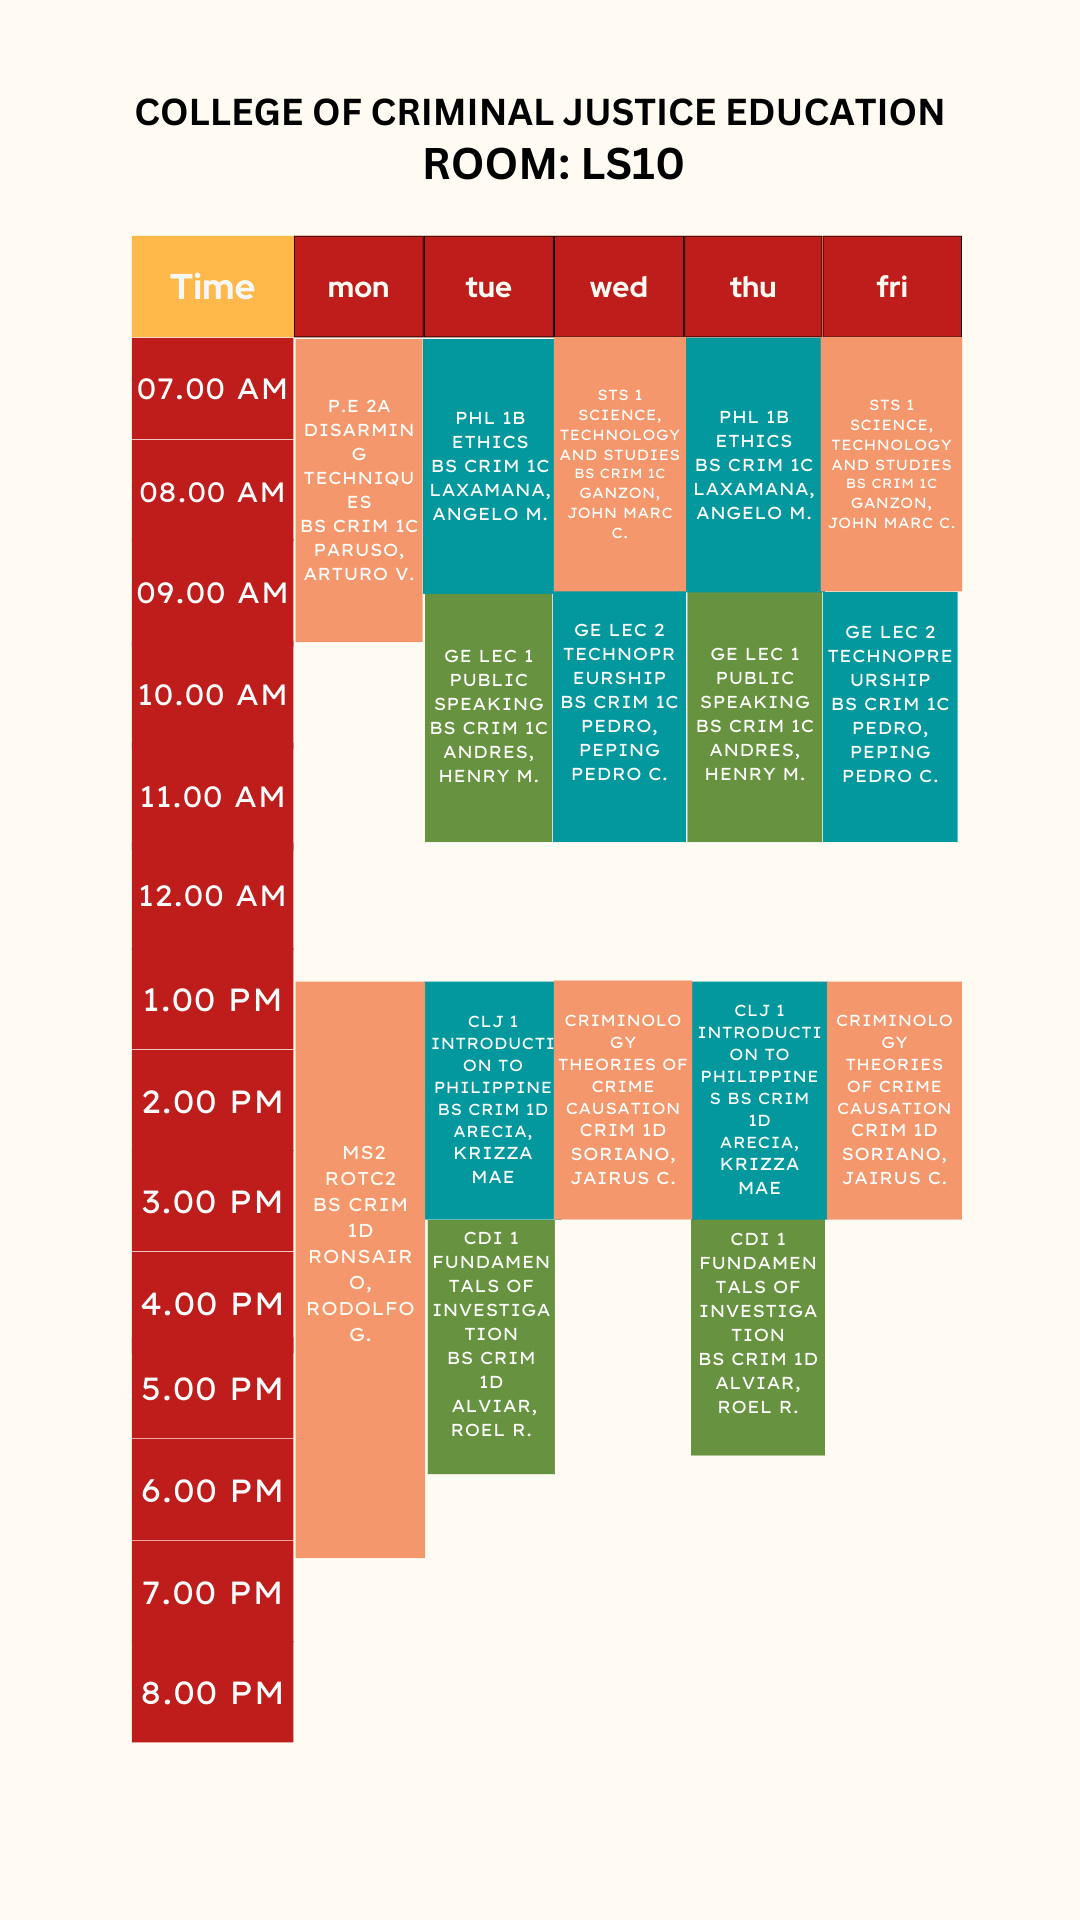 COLLEGE OF CRIMINAL JUSTICE EDUCATION
ROOM: LS10
Time
mon
tue
wed
thu
fri
07.00 AM
08.00 AM
09.00 AM
10.00 AM
11.00 AM
12.00 AM
1.00 PM
2.00 PM
3.00 PM
4.00 PM
5.00 PM
6.00 PM
7.00 PM
8.00 PM
P.E 2A
DISARMIN
G
TECHNIQU
ES
BS CRIM 1C
PARUSO,
ARTURO V.
PHL 1B
ETHICS
BS CRIM 1C
LAXAMANA,
ANGELO M.
STS 1
SCIENCE,
TECHNOLOGY
AND STUDIES
BS CRIM 1C
GANZON,
JOHN MARC
C.
PHL 1B
ETHICS
BS CRIM 1C
LAXAMANA,
ANGELO M.
STS 1
SCIENCE,
TECHNOLOGY
AND STUDIES
BS CRIM 1C
GANZON,
JOHN MARC C.
GE LEC 1
PUBLIC
SPEAKING
BS CRIM 1C
ANDRES,
HENRY M.
GE LEC 2
TECHNOPR
EURSHIP
BS CRIM 1C
PEDRO,
PEPING
PEDRO C.
GE LEC 1
PUBLIC
SPEAKING
BS CRIM 1C
ANDRES,
HENRY M.
GE LEC 2
TECHNOPRE
URSHIP
BS CRIM 1C
PEDRO,
PEPING
PEDRO C.
MS2
ROTC2
BS CRIM
1D
RONSAIR
O,
RODOLFO
G.
CLJ 1
INTRODUCTI
ON TO
PHILIPPINE
BS CRIM 1D
ARECIA,
KRIZZA
MAE
CRIMINOLO
GY
THEORIES OF
CRIME
CAUSATION
CRIM 1D
SORIANO,
JAIRUS C.
CLJ 1
INTRODUCTI
ON TO
PHILIPPINE
S BS CRIM
1D
ARECIA,
KRIZZA
MAE
CRIMINOLO
GY
THEORIES
OF CRIME
CAUSATION
CRIM 1D
SORIANO,
JAIRUS C.
CDI 1
FUNDAMEN
TALS OF
INVESTIGA
TION
BS CRIM
1D
ALVIAR,
ROEL R.
CDI 1
FUNDAMEN
TALS OF
INVESTIGA
TION
BS CRIM 1D
ALVIAR,
ROEL R.